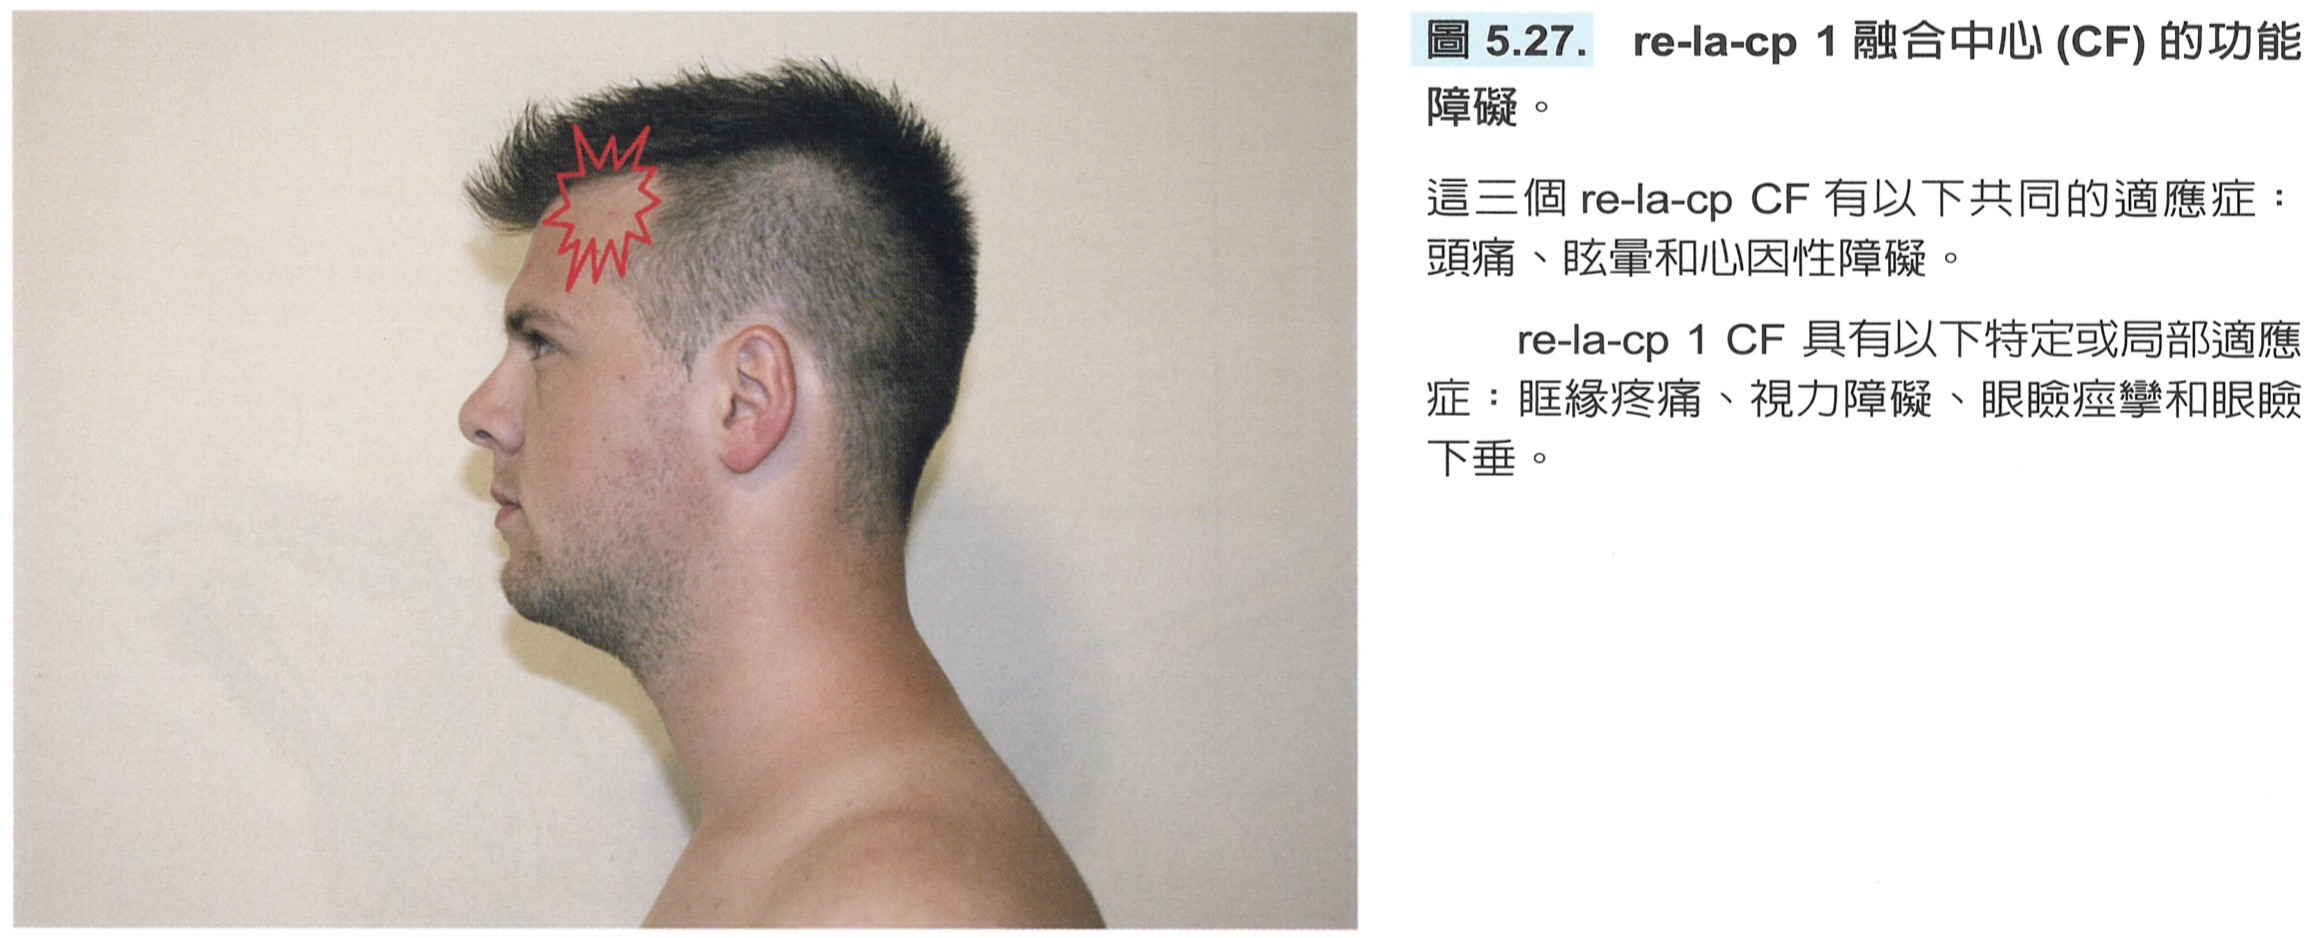 圖 5.27. re-la-cp 1 融合中心 (CF) 的功能
障礙。
這三個 re-la-cp CF 有以下共同的適應症：
頭痛、眩暈和心因性障礙。
re-la-cp 1 CF 具有以下特定或局部適應
症：眶緣疼痛、視力障礙、眼瞼痙攣和眼瞼
下垂。